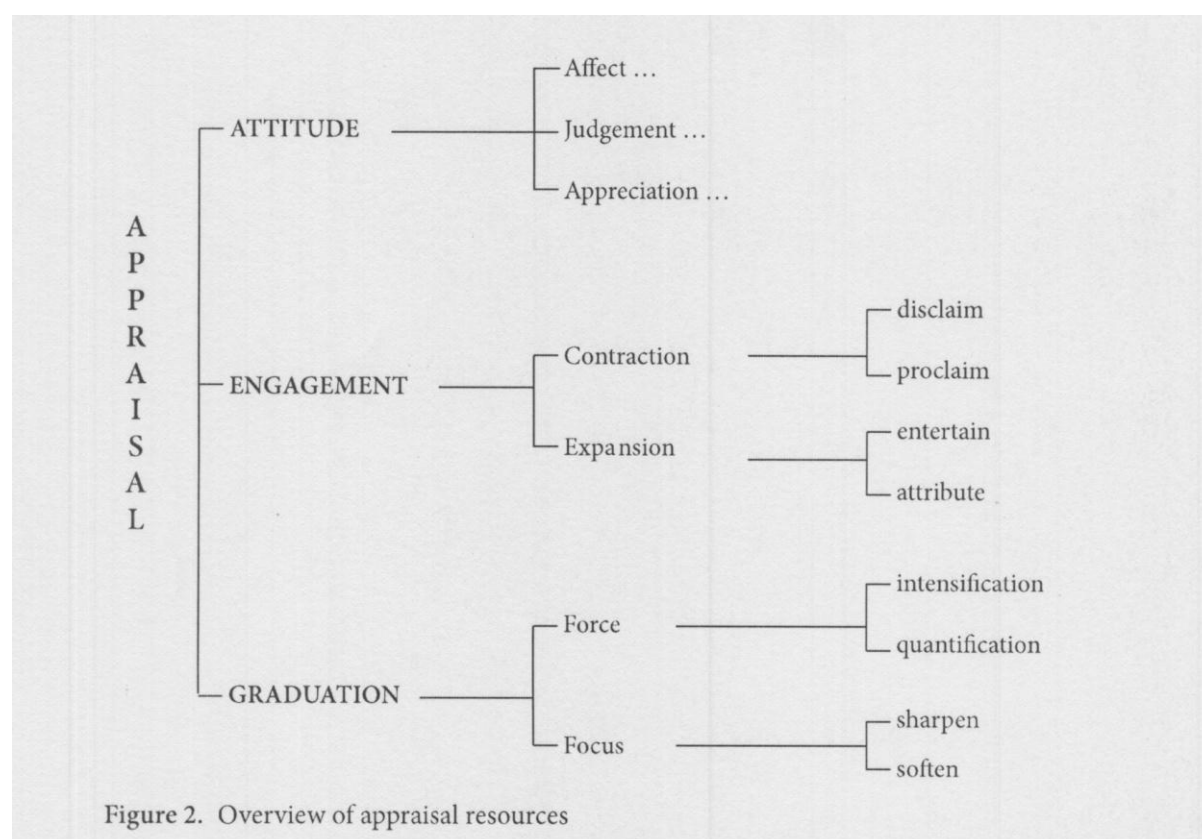 APPRAISAL
ATTITUDE
Affect …
Judgement …
Appreciation …
ENGAGEMENT
Contraction
disclaim
proclaim
Expansion
entertain
attribute
GRADUATION
Force
intensification
quantification
Focus
sharpen
soften
Figure 2. Overview of appraisal resources